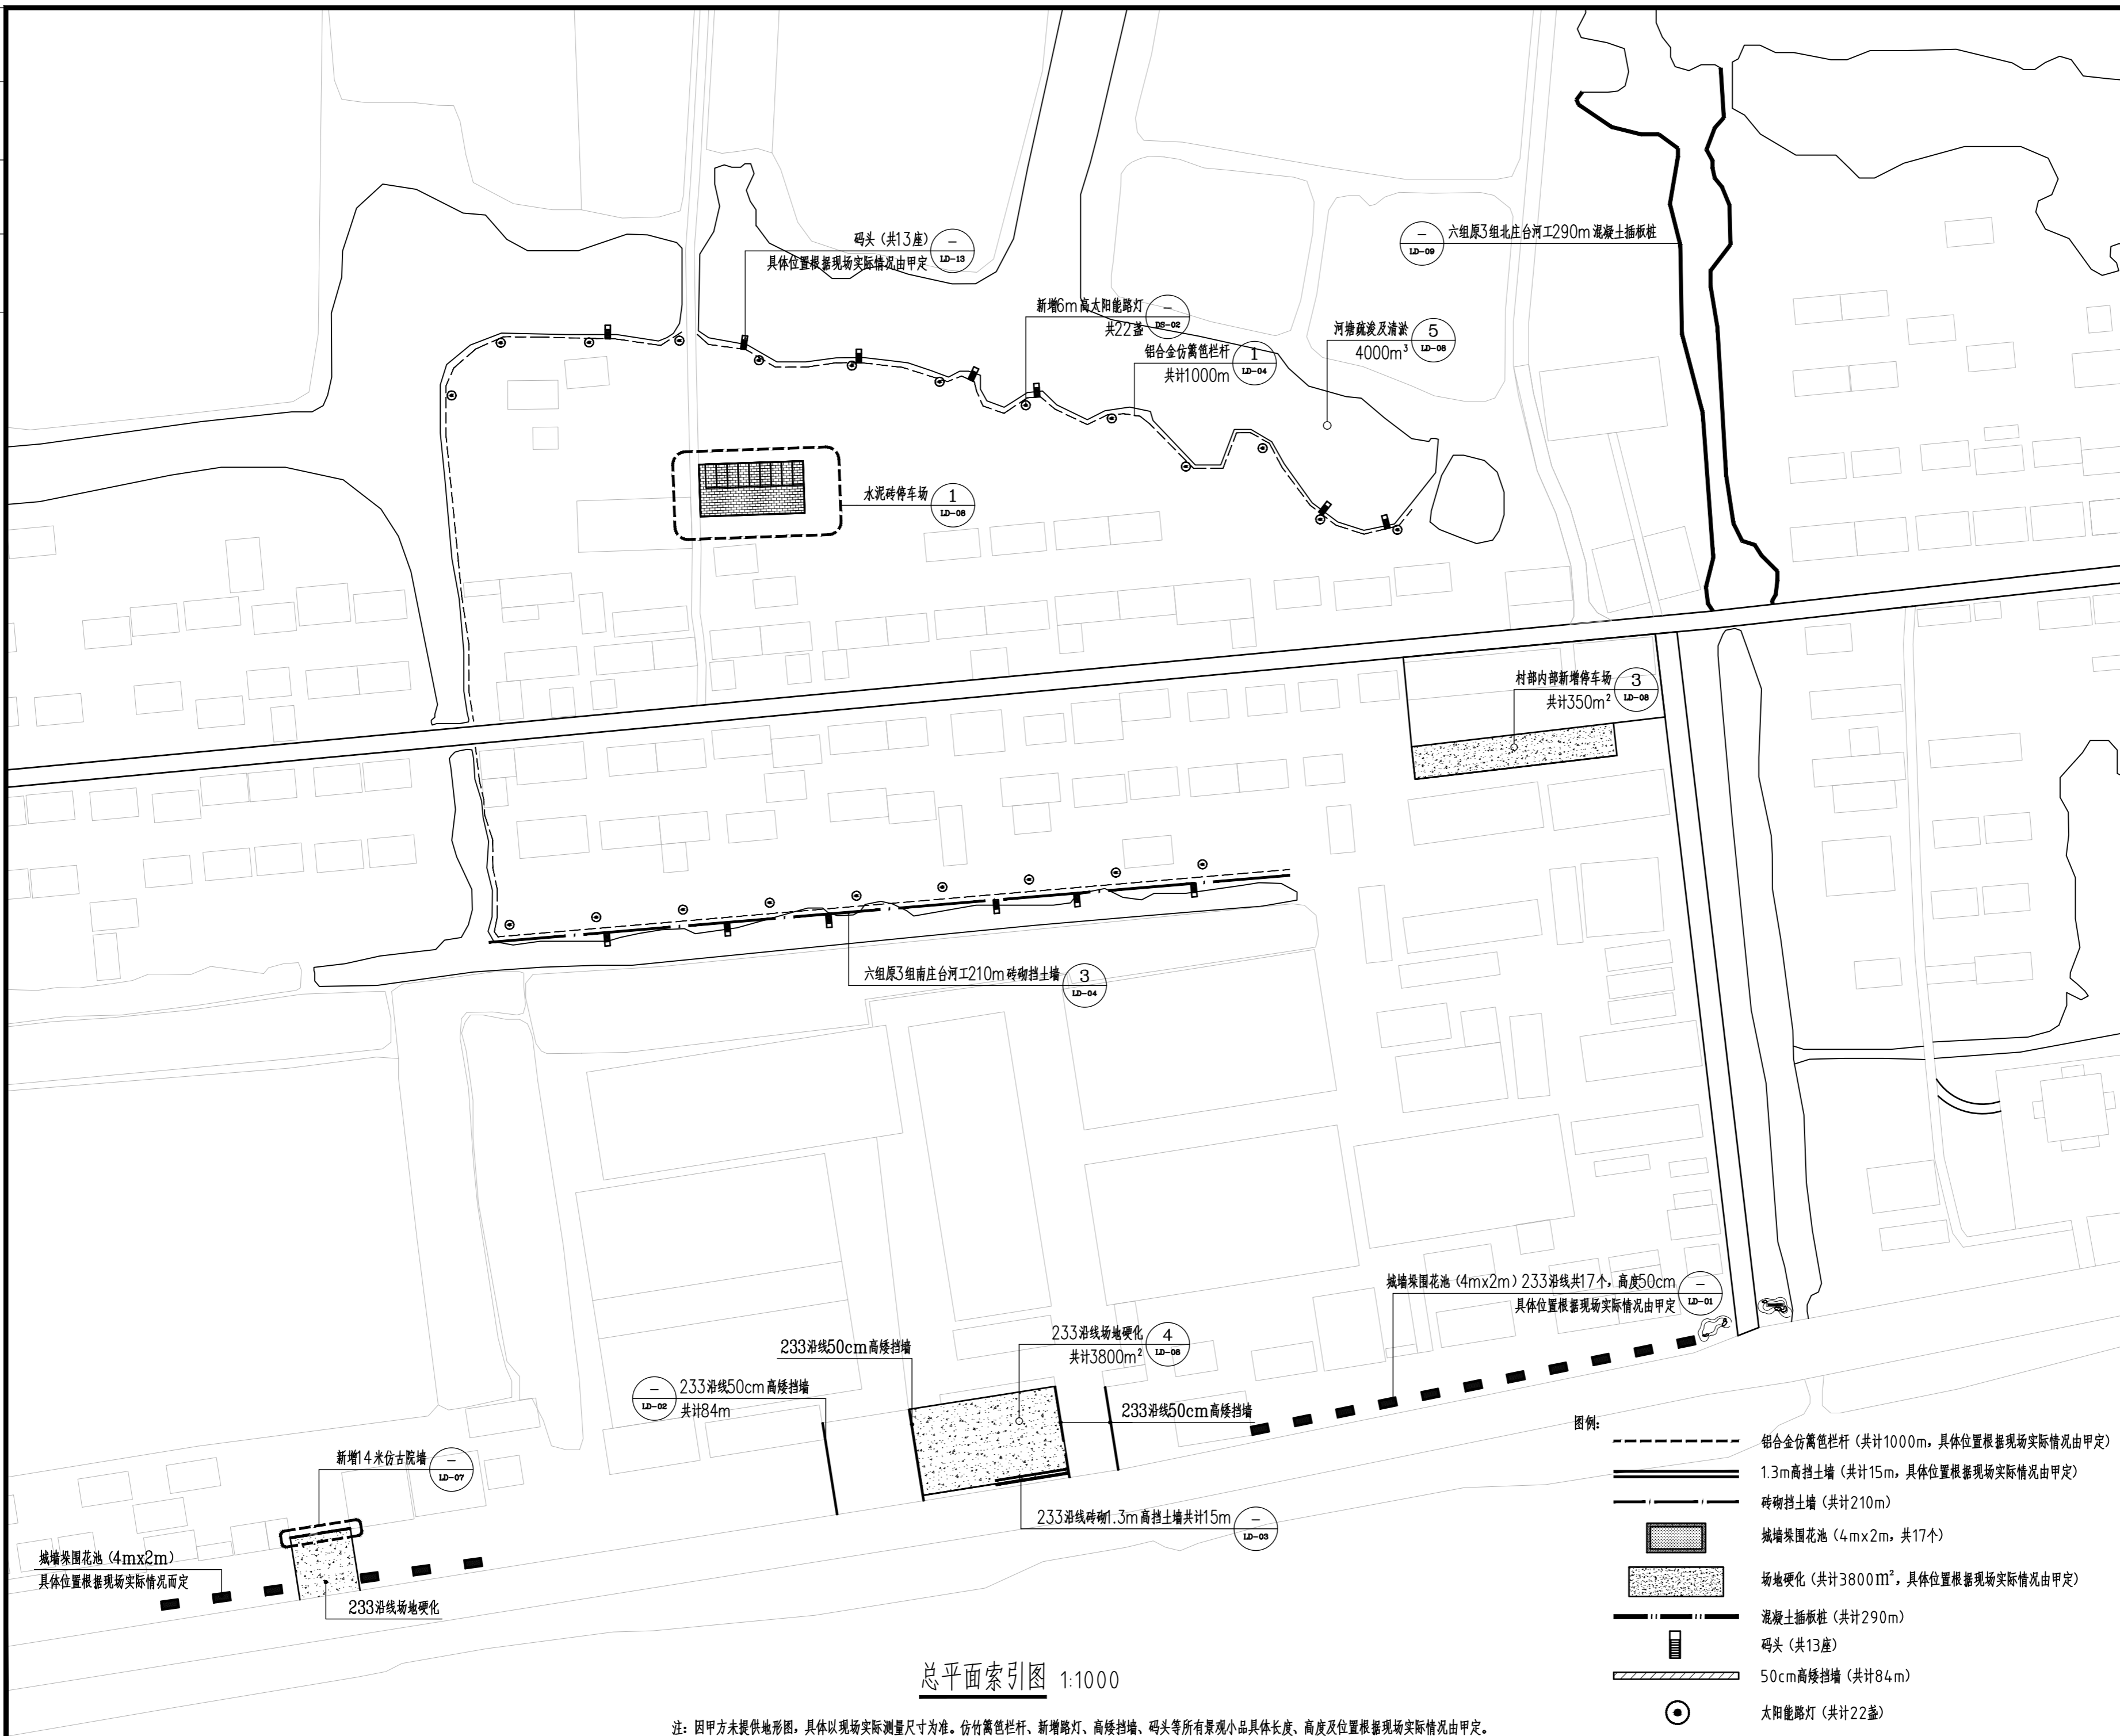 码头（共13座）
具体位置根据现场实际情况由甲定
—
LD-13
—
LD-09
六组原3组北庄台河工290m混凝土插板桩
新增6m高太阳能路灯
共22盏
—
DS-02
铝合金仿篱笆栏杆
共计1000m
1
LD-04
河塘疏浚及清淤
4000m³
5
LD-08
水泥砖停车场
1
LD-08
村部内部新增停车场
共计350m²
3
LD-08
六组原3组南庄台河工210m砖砌挡土墙
3
LD-04
城墙垛围花池（4mx2m）233沿线共17个，高度50cm
具体位置根据现场实际情况由甲定
—
LD-01
233沿线50cm高矮挡墙
233沿线场地硬化
共计3800m²
4
LD-08
—
LD-02
233沿线50cm高矮挡墙
共计84m
233沿线50cm高矮挡墙
新增14米仿古院墙
—
LD-07
233沿线砖砌1.3m高挡土墙共计15m
—
LD-03
城墙垛围花池（4mx2m）
具体位置根据现场实际情况而定
233沿线场地硬化
图例：
铝合金仿篱笆栏杆（共计1000m，具体位置根据现场实际情况由甲定）
1.3m高挡土墙（共计15m，具体位置根据现场实际情况由甲定）
砖砌挡土墙（共计210m）
城墙垛围花池（4mx2m，共17个）
场地硬化（共计3800m²，具体位置根据现场实际情况由甲定）
混凝土插板桩（共计290m）
码头（共13座）
50cm高矮挡墙（共计84m）
太阳能路灯（共计22盏）
总平面索引图 1:1000
注：因甲方未提供地形图，具体以现场实际测量尺寸为准。仿竹篱笆栏杆、新增路灯、高矮挡墙、码头等所有景观小品具体长度、高度及位置根据现场实际情况由甲定。